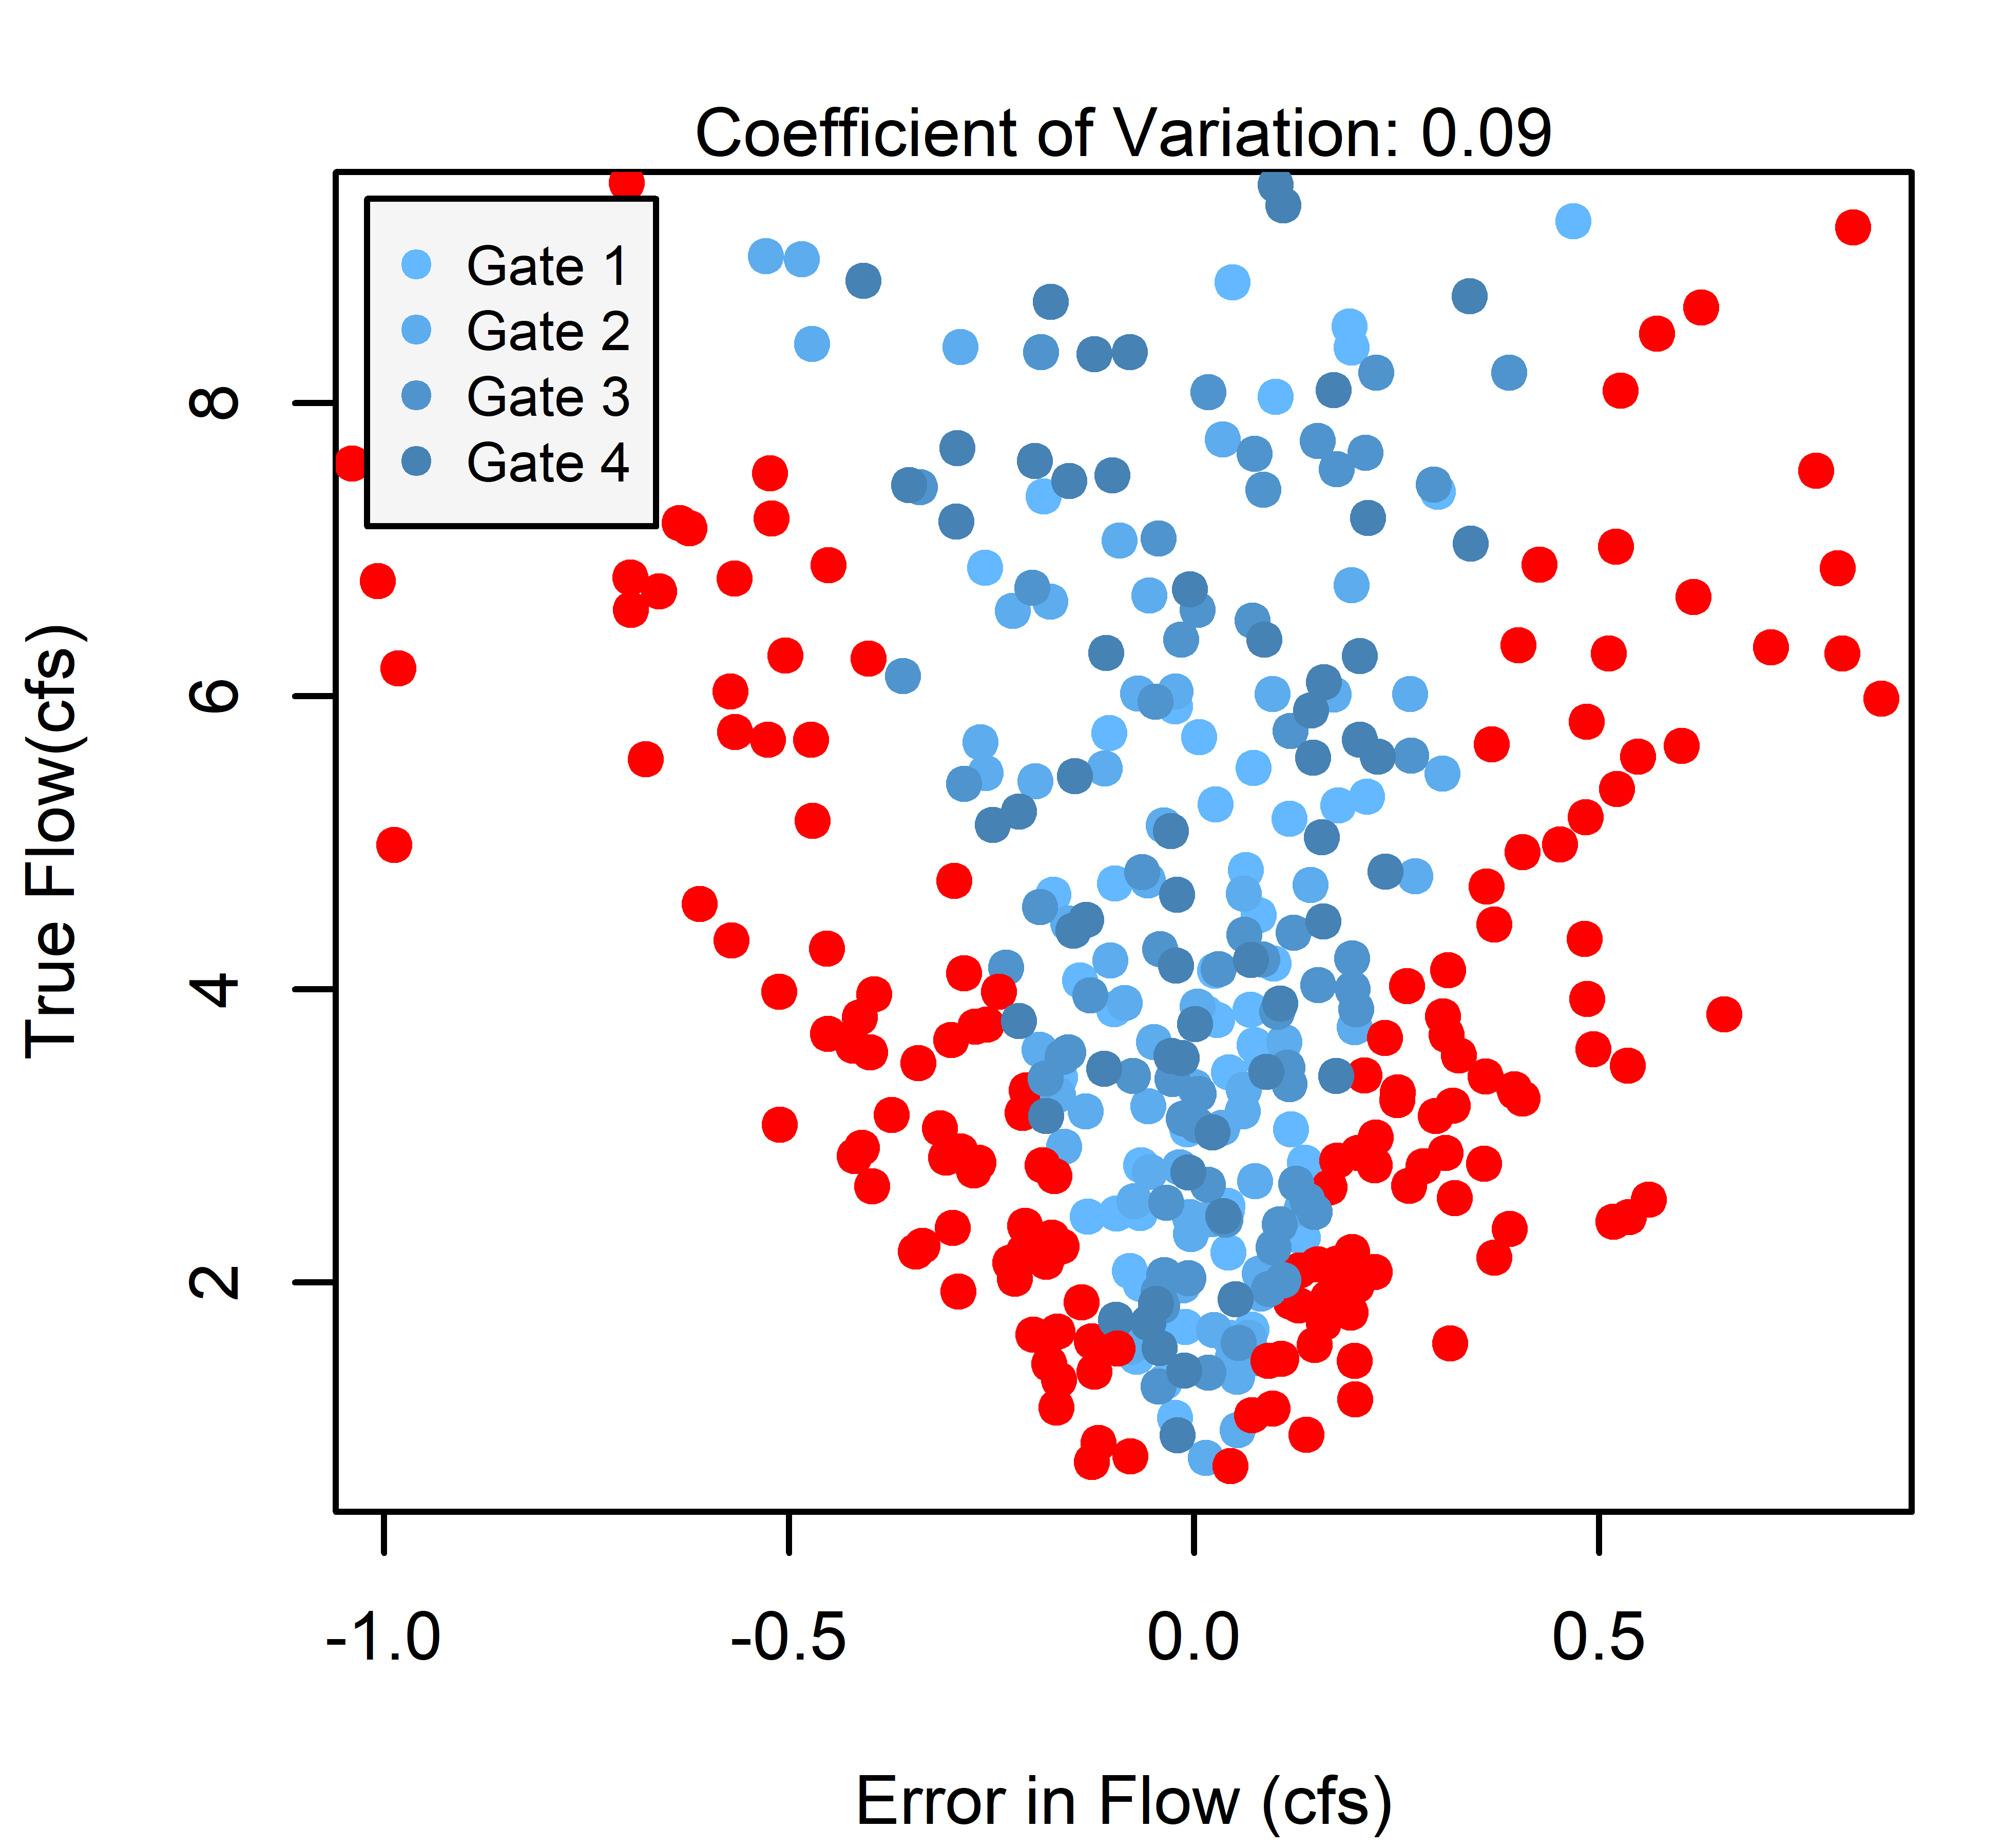 Coefficient of Variation: 0.09
Gate 1
Gate 2
Gate 3
Gate 4
True Flow(cfs)
8
6
4
2
-1.0 -0.5 0.0 0.5
Error in Flow (cfs)